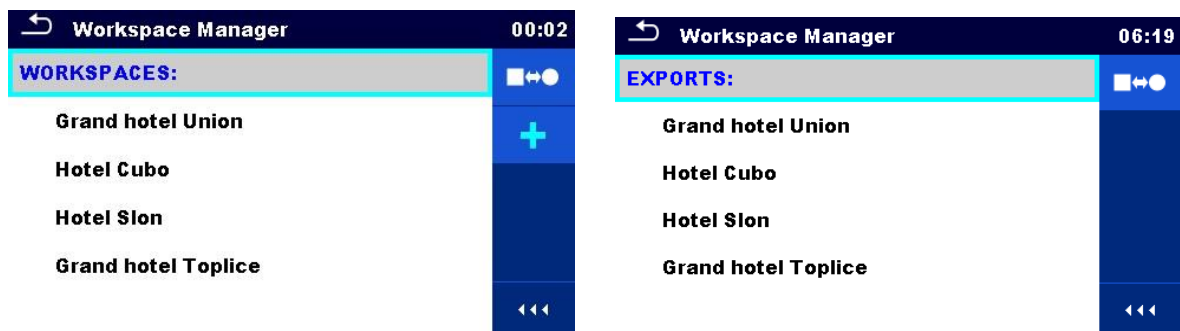 Workspace Manager 00:02
WORKSPACES:
Grand hotel Union
Hotel Cubo
Hotel Slon
Grand hotel Toplice
Workspace Manager 06:19
EXPORTS:
Grand hotel Union
Hotel Cubo
Hotel Slon
Grand hotel Toplice